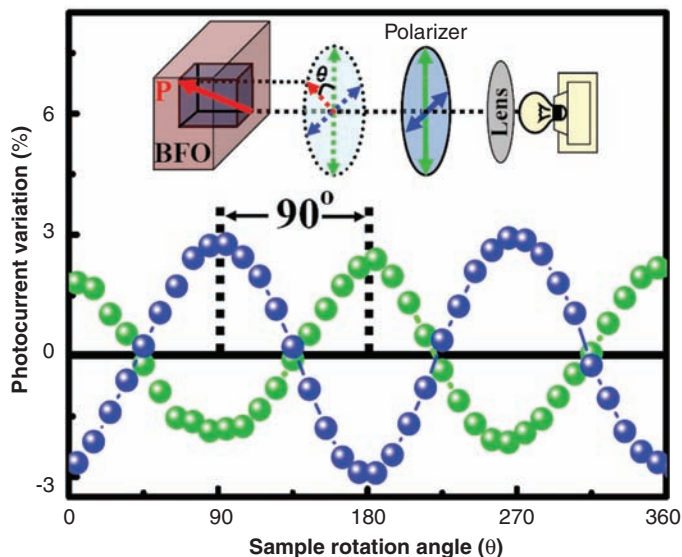 Polarizer
θ
P
BFO
Lens
90°
Photocurrent variation (%)
6
3
0
-3
0 90 180 270 360
Sample rotation angle (θ)